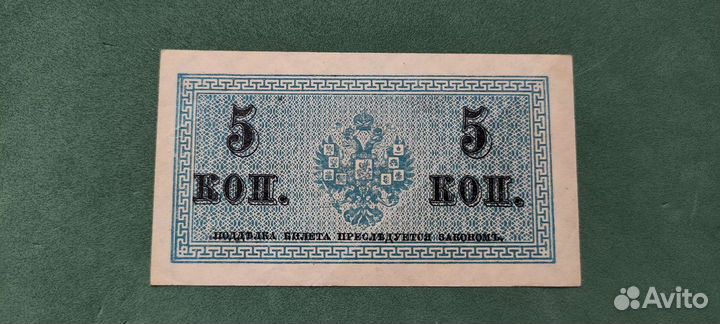 5 5
КОП. КОП.
ПОДДѢЛКА БИЛЕТА ПРЕСЛѢДУЕТСЯ ЗАКОНОМЪ.
Avito